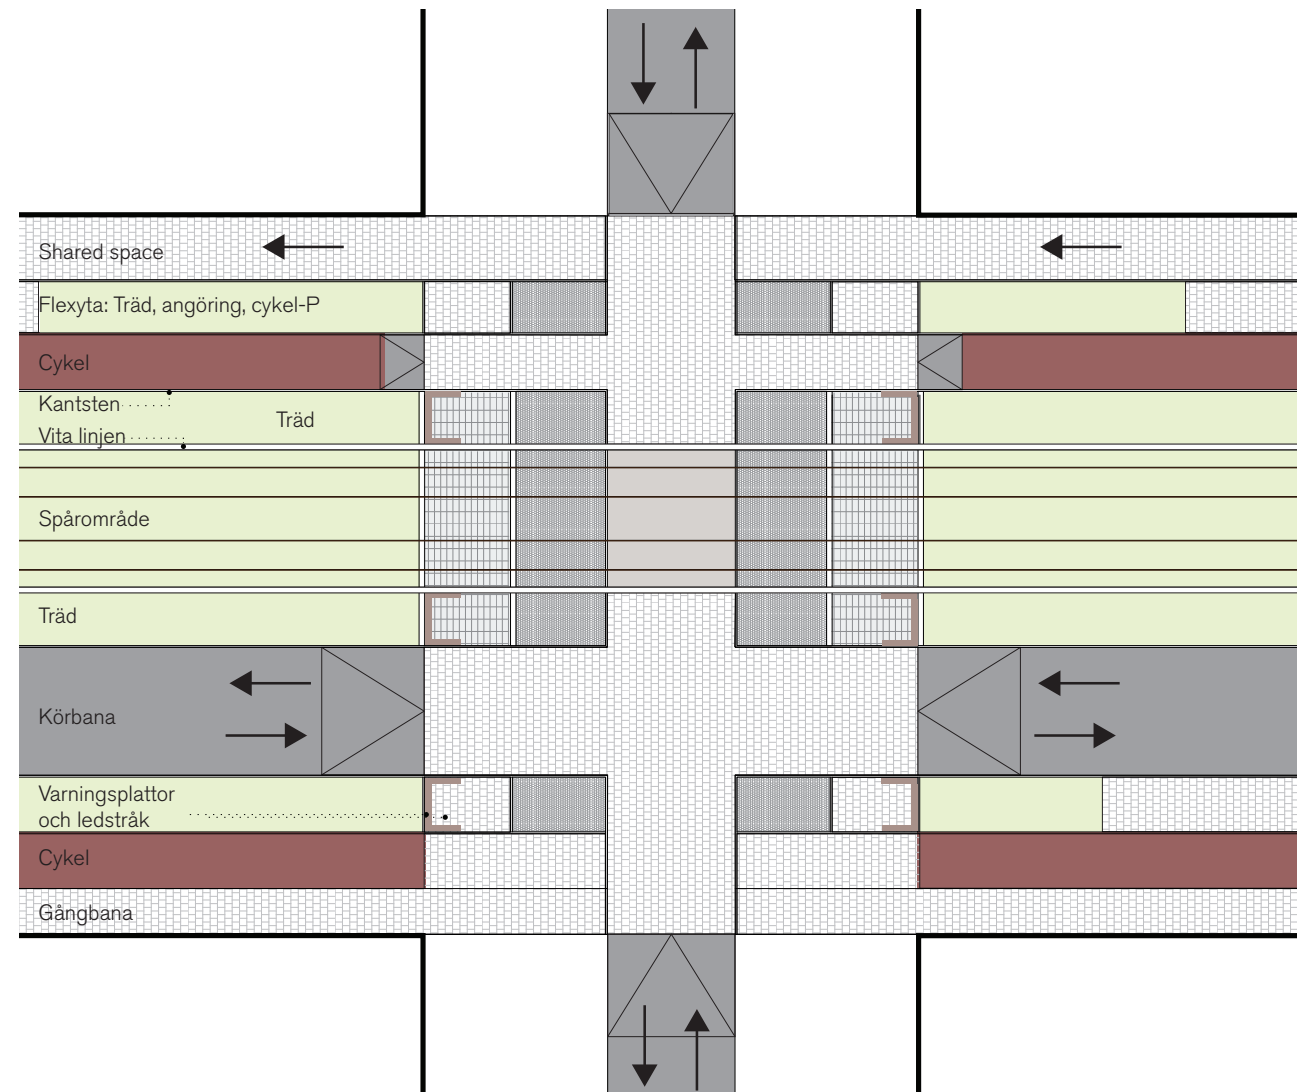 Shared space
Flexyta: Träd, angöring, cykel-P
Cykel
Kantsten
Träd
Vita linjen
Spårområde
Träd
Körbana
Varningsplattor
och ledstråk
Cykel
Gångbana